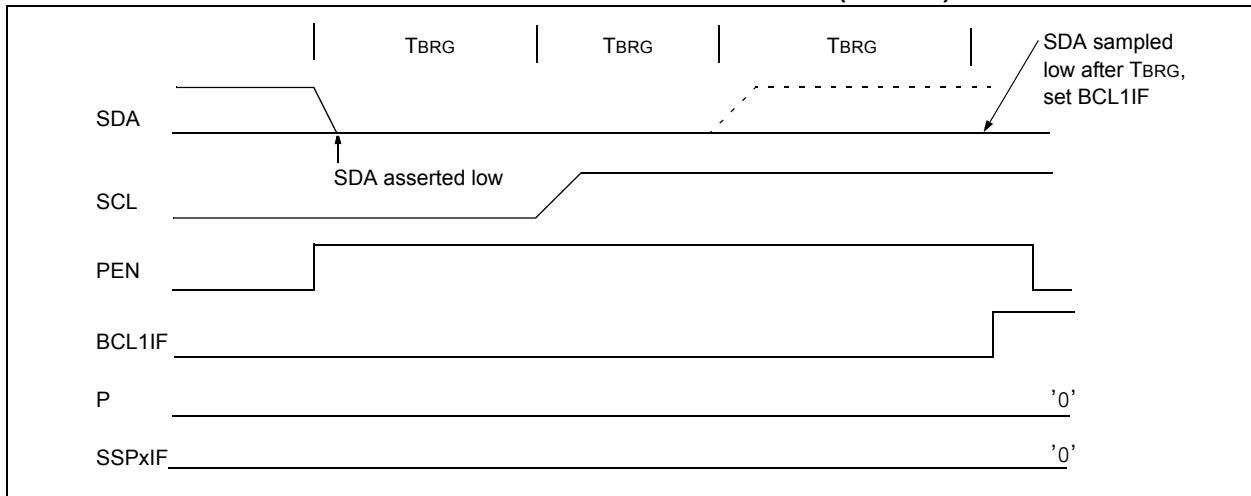 TBRG TBRG TBRG
SDA sampled
low after TBRG,
set BCL1IF
SDA
SDA asserted low
SCL
PEN
BCL1IF
P '0'
SSPxIF '0'